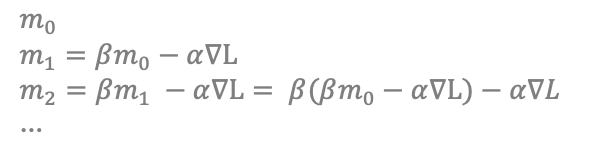 m₀
m₁ = βm₀ − α∇L
m₂ = βm₁ − α∇L = β(βm₀ − α∇L) − α∇L
...